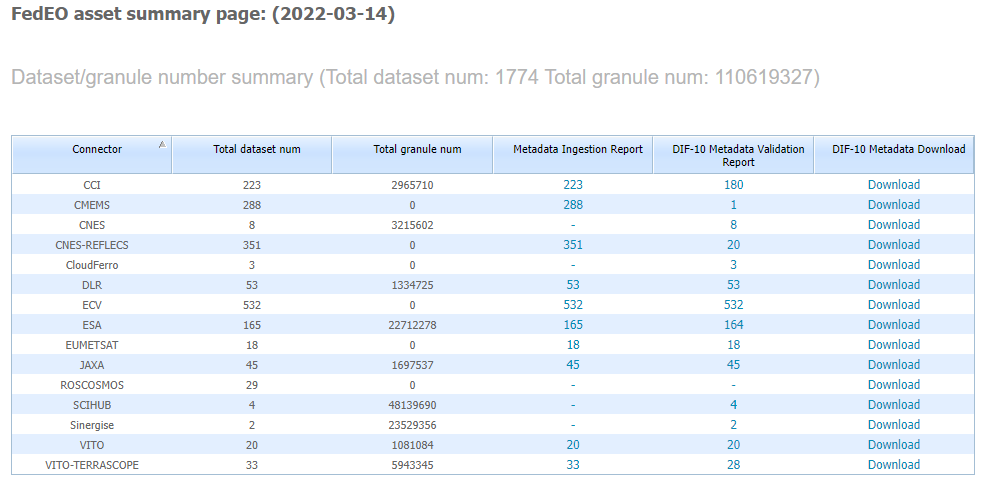 FedEO asset summary page: (2022-03-14)
Dataset/granule number summary (Total dataset num: 1774 Total granule num: 110619327)
Connector Total dataset num Total granule num Metadata Ingestion Report DIF-10 Metadata Validation Report DIF-10 Metadata Download
CCI 223 2965710 223 180 Download
CMEMS 288 0 288 1 Download
CNES 8 3215602 - 8 Download
CNES-REFLECS 351 0 351 20 Download
CloudFerro 3 0 - 3 Download
DLR 53 1334725 53 53 Download
ECV 532 0 532 532 Download
ESA 165 22712278 165 164 Download
EUMETSAT 18 0 18 18 Download
JAXA 45 1697537 45 45 Download
ROSCOSMOS 29 0 - - Download
SCIHUB 4 48139690 - 4 Download
Sinergise 2 23529356 - 2 Download
VITO 20 1081084 20 20 Download
VITO-TERRASCOPE 33 5943345 33 28 Download